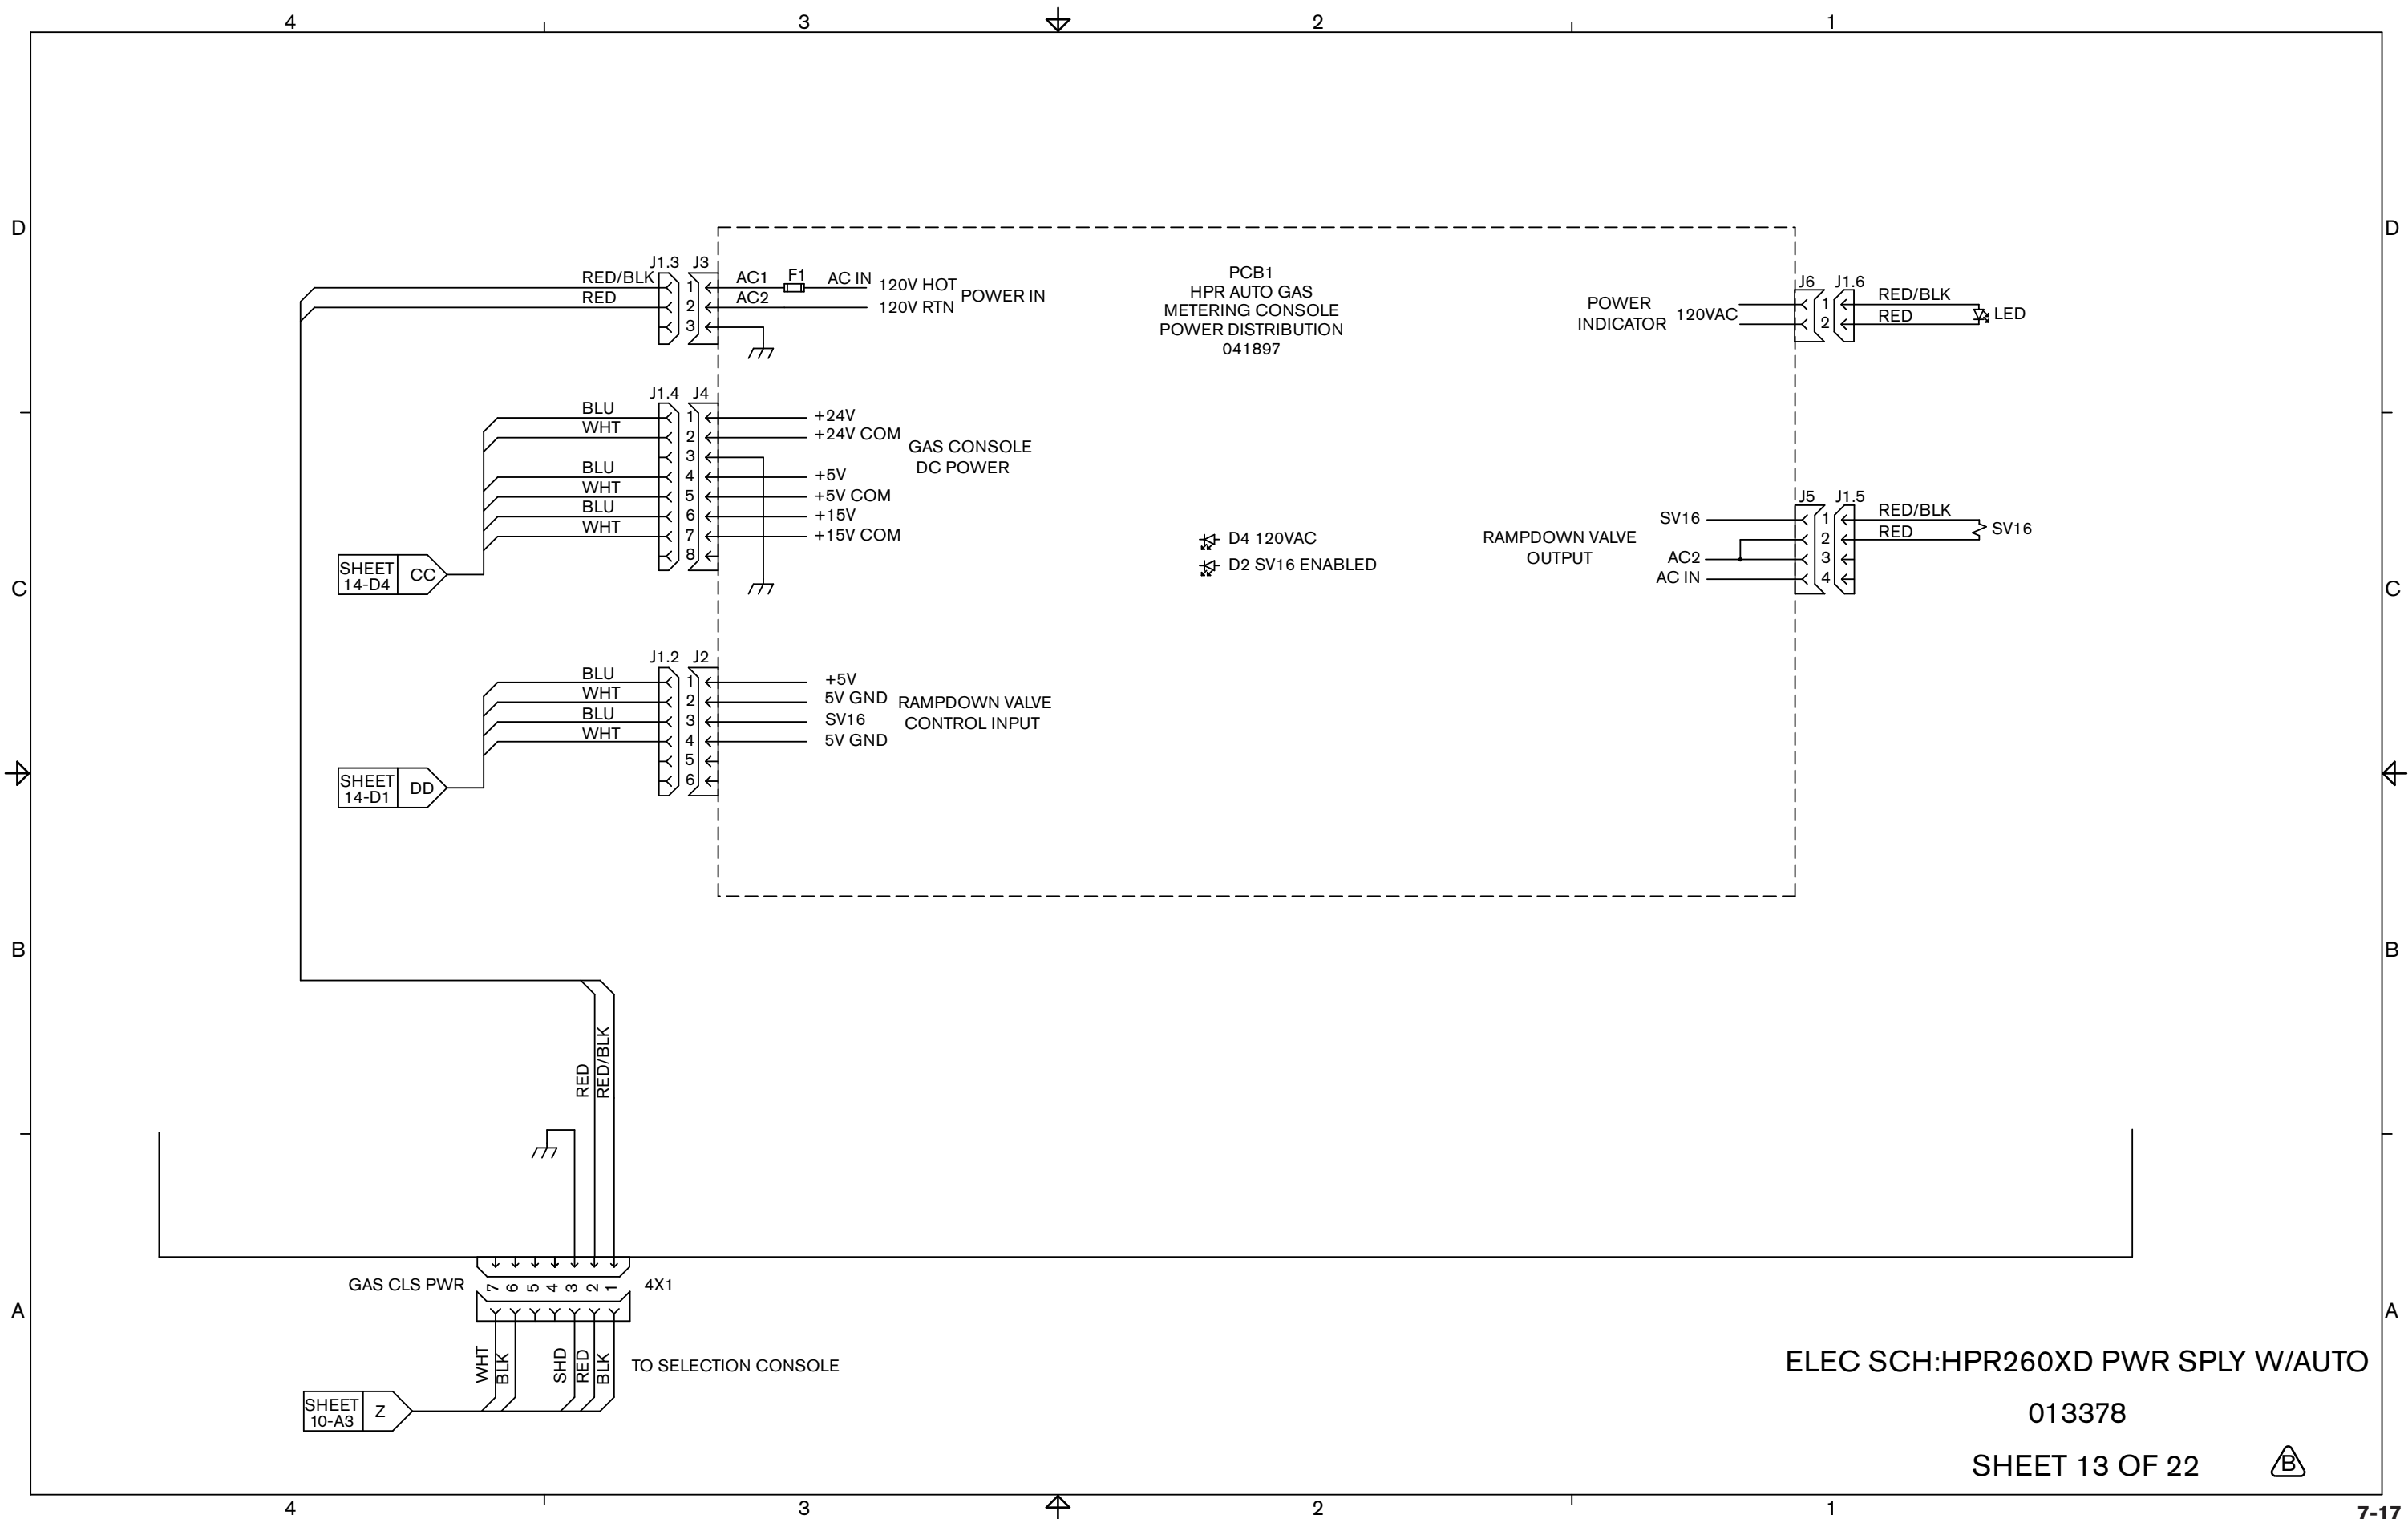 4 3 2 1
D D
J1.3 J3
RED/BLK 1 AC1 F1 AC IN 120V HOT
RED 2 AC2 120V RTN
POWER IN
3
PCB1
HPR AUTO GAS
METERING CONSOLE
POWER DISTRIBUTION
041897
POWER
INDICATOR
120VAC
J6 J1.6
1 RED/BLK
2 RED
LED
J1.4 J4
BLU 1 +24V
WHT 2 +24V COM
3
BLU 4 +5V
WHT 5 +5V COM
BLU 6 +15V
WHT 7 +15V COM
8
GAS CONSOLE
DC POWER
SHEET
14-D4
CC
D4 120VAC
D2 SV16 ENABLED
RAMPDOWN VALVE
OUTPUT
J5 J1.5
SV16 1 RED/BLK
2 RED
AC2 3
AC IN 4
SV16
C C
J1.2 J2
BLU 1 +5V
WHT 2 5V GND
BLU 3 SV16
WHT 4 5V GND
5
6
RAMPDOWN VALVE
CONTROL INPUT
SHEET
14-D1
DD
B B
RED
RED/BLK
GAS CLS PWR
7 6 5 4 3 2 1
4X1
A A
WHT
BLK
SHD
RED
BLK
TO SELECTION CONSOLE
SHEET
10-A3
Z
ELEC SCH:HPR260XD PWR SPLY W/AUTO
013378
SHEET 13 OF 22
B
4 3 2 1
7-17